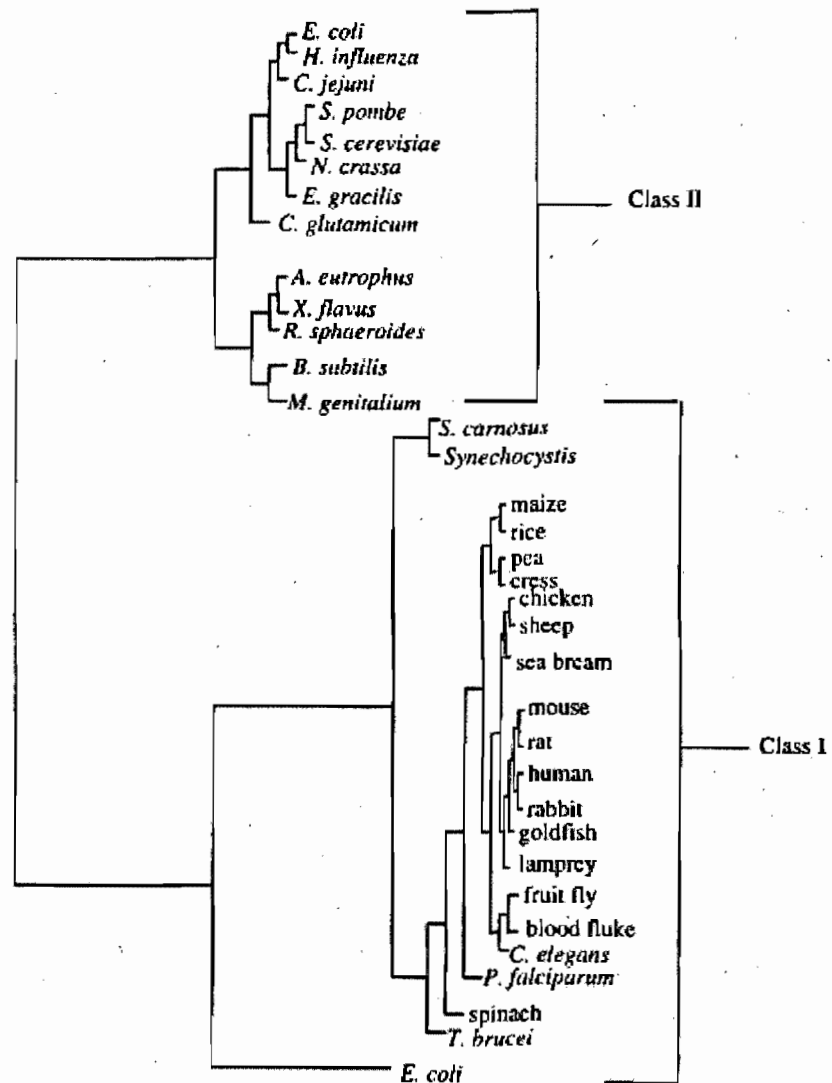 E. coli
H. influenza
C. jejuni
S. pombe
S. cerevisiae
N. crassa
E. gracilis
Class II
C. glutamicum
A. eutrophus
X. flavus
R. sphaeroides
B. subtilis
M. genitalium
S. carnosus
Synechocystis
maize
rice
pea
cress
chicken
sheep
sea bream
mouse
rat
Class I
human
rabbit
goldfish
lamprey
fruit fly
blood fluke
C. elegans
P. falciparum
spinach
T. brucei
E. coli